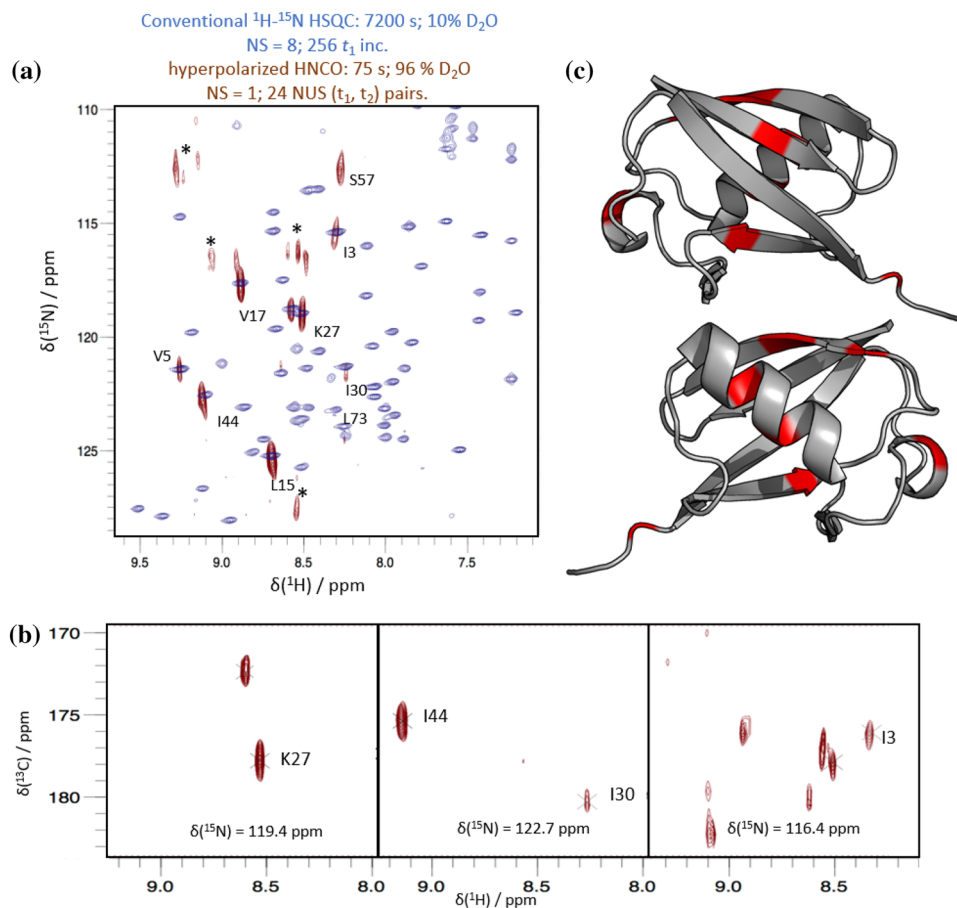 Conventional ¹H-¹⁵N HSQC: 7200 s; 10% D₂O
NS = 8; 256 t₁ inc.
hyperpolarized HNCO: 75 s; 96 % D₂O
NS = 1; 24 NUS (t₁, t₂) pairs.
(a)
(c)
110
115
120
125
δ(¹⁵N) / ppm
*
S57
*
*
I3
V17
K27
V5
I30
I44
L73
L15
*
9.5 9.0 8.5 8.0 7.5
δ(¹H) / ppm
(b)
170
175
180
δ(¹³C) / ppm
K27
δ(¹⁵N) = 119.4 ppm
I44
I30
δ(¹⁵N) = 122.7 ppm
I3
δ(¹⁵N) = 116.4 ppm
9.0 8.5 8.0 9.0 8.5 8.0 9.0 8.5
δ(¹H) / ppm